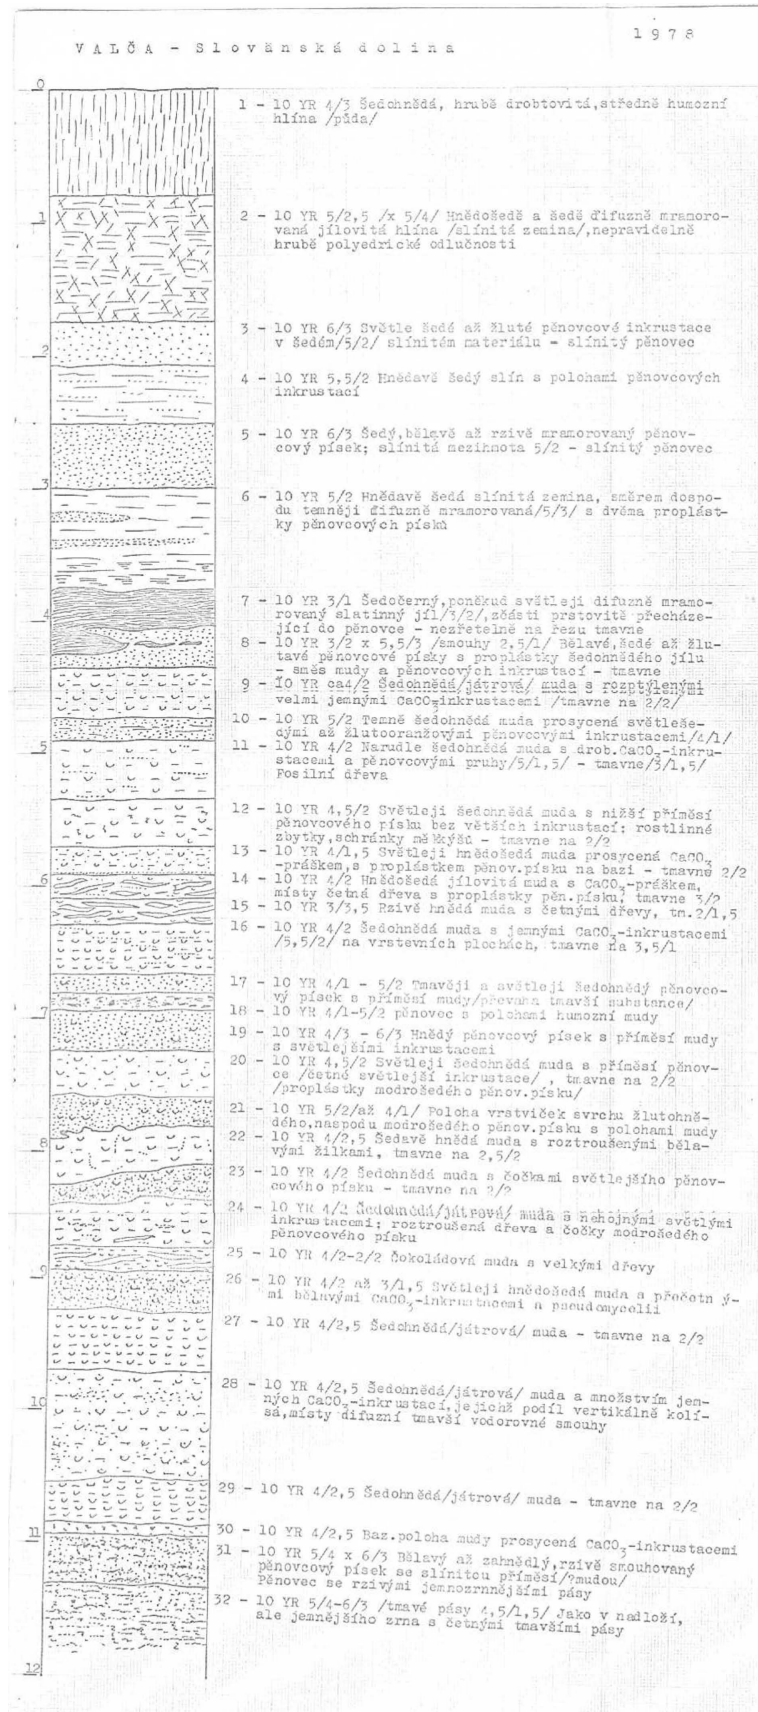 1978
VALČA - Slovänská dolina
0
1 - 10 YR 4/3 Šedohnědá, hrubě drobtovitá,středně humozní
hlína /půda/
1
2 - 10 YR 5/2,5 /x 5/4/ Hnědošedě a šedě difuzně mramoro-
vaná jílovitá hlína /slínitá zemina/,nepravidelně
hrubě polyedrické odlučnosti
3 - 10 YR 6/3 Světle šedé až žluté pěnovcové inkrustace
v šedém/5/2/ slínitém materiálu - slínitý pěnovec
2
4 - 10 YR 5,5/2 Hnědavě šedý slín s polohami pěnovcových
inkrustací
5 - 10 YR 6/3 Šedý,bělavě až rzivě mramorovaný pěnov-
cový písek; slínitá mezihmota 5/2 - slínitý pěnovec
3
6 - 10 YR 5/2 Hnědavě šedá slínitá zemina, směrem dospo-
du temněji difuzně mramorovaná/5/3/ s dvěma proplást-
ky pěnovcových písků
7 - 10 YR 3/1 Šedočerný,poněkud světleji difuzně mramo-
rovaný slatinný jíl/3/2/,zčásti prstovitě přecháze-
jící do pěnovce - nezřetelně na řezu tmavne
4
8 - 10 YR 3/2 x 5,5/3 /smouhy 2,5/1/ Bělavé,šedé až žlu-
tavé pěnovcové písky s proplástky šedohnědého jílu
- směs mudy a pěnovcových inkrustací - tmavne
9 - 10 YR ca4/2 Šedohnědá/játrová/ muda s rozptýlenými
velmi jemnými CaCO3inkrustacemi /tmavne na 2/2/
10 - 10 YR 5/2 Temně šedohnědá muda prosycená světleše-
dými až žlutooranžovými pěnovcovými inkrustacemi/4/1/
5
11 - 10 YR 4/2 Narudle šedohnědá muda s drob.CaCO3-inkru-
stacemi a pěnovcovými pruhy/5/1,5/ - tmavne/3/1,5/
Fosilní dřeva
12 - 10 YR 4,5/2 Světleji šedohnědá muda s nižší příměsí
pěnovcového písku bez větších inkrustací; rostlinné
zbytky,schránky měkkýšů - tmavne na 2/2
13 - 10 YR 4/1,5 Světleji hnědošedá muda prosycená CaCO3
-práškem,s proplástkem pěnov.písku na bazi - tmavne 2/2
6
14 - 10 YR 4/2 Hnědošedá jílovitá muda s CaCO3-práškem,
místy četná dřeva s proplástky pěn.písku, tmavne 3/2
15 - 10 YR 3/3,5 Rzivě hnědá muda s četnými dřevy, tm.2/1,5
16 - 10 YR 4/2 Šedohnědá muda s jemnými CaCO3-inkrustacemi
/5,5/2/ na vrstevních plochách, tmavne na 3,5/1
17 - 10 YR 4/1 - 5/2 Tmavěji a světleji šedohnědý pěnovco-
vý písek s příměsí mudy/převaha tmavší substance/
7
18 - 10 YR 4/1-5/2 pěnovec s polohami humozní mudy
19 - 10 YR 4/3 - 6/3 Hnědý pěnovcový písek s příměsí mudy
s světlejšími inkrustacemi
20 - 10 YR 4,5/2 Světleji šedohnědá muda s příměsí pěnov-
ce /četné světlejší inkrustace/ , tmavne na 2/2
/proplástky modrošedého pěnov.písku/
21 - 10 YR 5/2/až 4/1/ Poloha vrstviček svrchu žlutohně-
dého,naspodu modrošedého pěnov.písku s polohami mudy
8
22 - 10 YR 4/2,5 Šedavě hnědá muda s roztroušenými běla-
vými žilkami, tmavne na 2,5/2
23 - 10 YR 4/2 Šedohnědá muda s čočkami světlejšího pěnov-
cového písku - tmavne na 2/2
24 - 10 YR 4/2 Šedohnědá/játrová/ muda s nehojnými světlými
inkrustacemi; roztroušená dřeva a čočky modrošedého
pěnovcového písku
25 - 10 YR 4/2-2/2 Čokoládová muda s velkými dřevy
9
26 - 10 YR 4/2 až 3/1,5 Světleji hnědošedá muda s přečetn ý-
mi bělavými CaCO3-inkrustacemi a pseudomycelii
27 - 10 YR 4/2,5 Šedohnědá/játrová/ muda - tmavne na 2/2
10
28 - 10 YR 4/2,5 Šedohnědá/játrová/ muda a množstvím jem-
ných CaCO3-inkrustací,jejichž podíl vertikálně kolí-
sá,místy difuzní tmavší vodorovné smouhy
29 - 10 YR 4/2,5 Šedohnědá/játrová/ muda - tmavne na 2/2
11
30 - 10 YR 4/2,5 Baz.poloha mudy prosycená CaCO3-inkrustacemi
31 - 10 YR 5/4 x 6/3 Bělavý až zahnědlý,rzivě smouhovaný
pěnovcový písek se slínitou příměsí/?mudou/
Pěnovec se rzivými jemnozrnnějšími pásy
32 - 10 YR 5/4-6/3 /tmavé pásy 4,5/1,5/ Jako v nadloží,
ale jemnějšího zrna s četnými tmavšími pásy
12